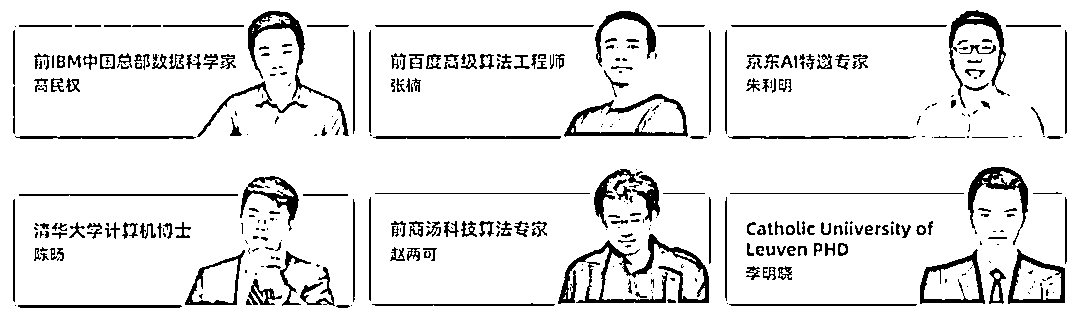 前IBM中国总部数据科学家
高民权
前百度高级算法工程师
张楠
京东AI特邀专家
朱利明
清华大学计算机博士
陈旸
前商汤科技算法专家
赵两可
Catholic Uniiversity of
Leuven PHD
李明晓